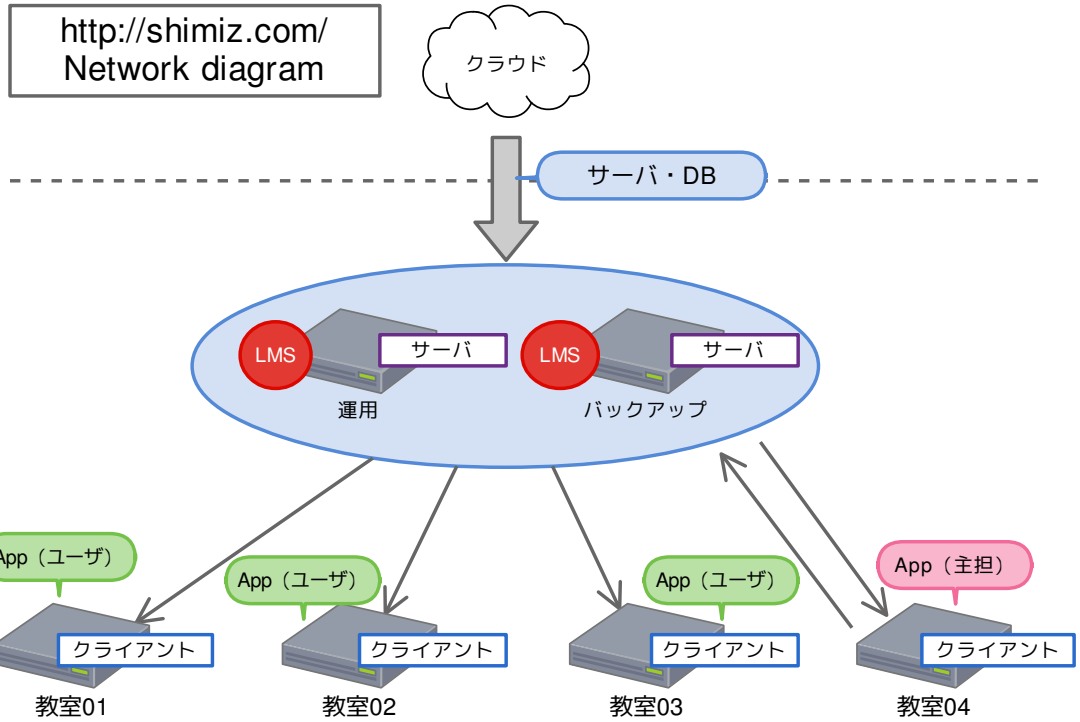 http://shimiz.com/
Network diagram
クラウド
サーバ・DB
LMS
サーバ
LMS
サーバ
運用
バックアップ
App（ユーザ）
App（ユーザ）
App（ユーザ）
App（主担）
クライアント
クライアント
クライアント
クライアント
教室01
教室02
教室03
教室04